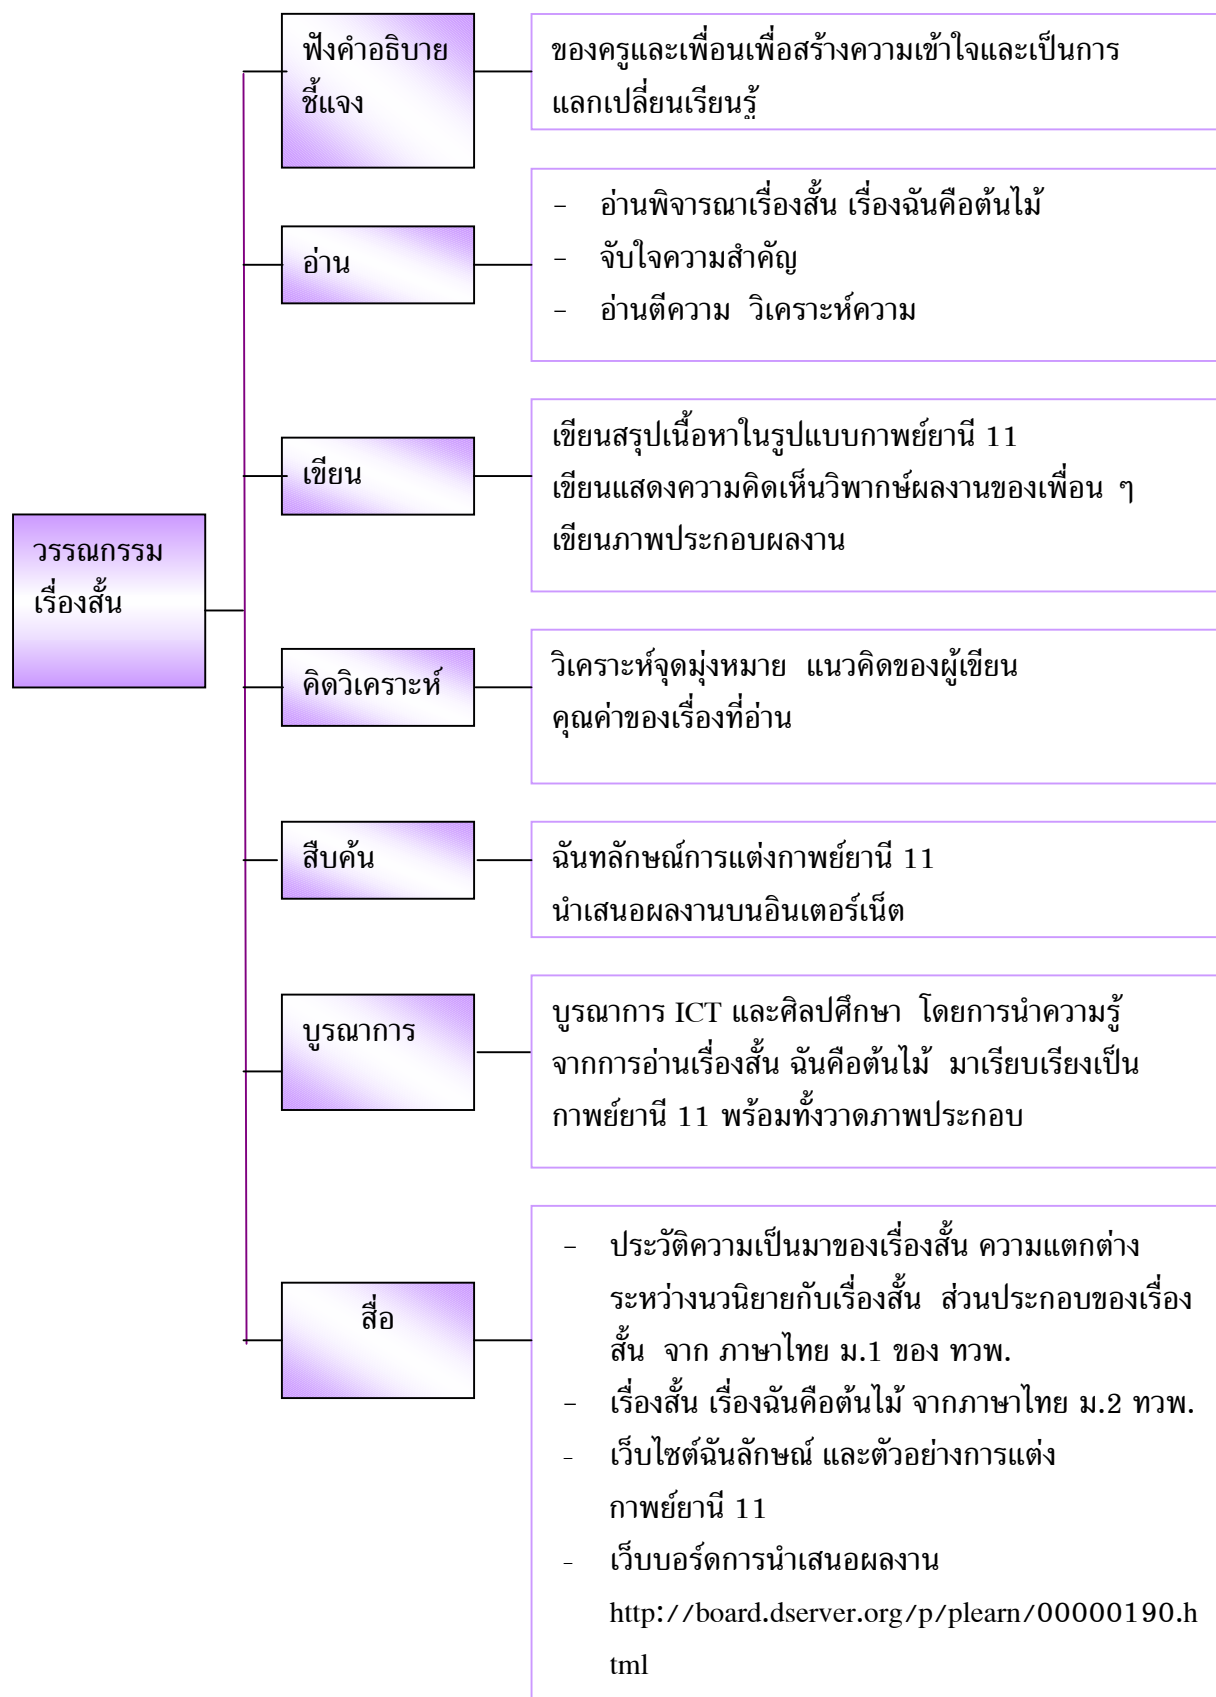 ฟังคำอธิบาย
ชี้แจง
ของครูและเพื่อนเพื่อสร้างความเข้าใจและเป็นการ
แลกเปลี่ยนเรียนรู้
อ่าน
- อ่านพิจารณาเรื่องสั้น เรื่องฉันคือต้นไม้
- จับใจความสำคัญ
- อ่านตีความ วิเคราะห์ความ
เขียน
เขียนสรุปเนื้อหาในรูปแบบกาพย์ยานี 11
เขียนแสดงความคิดเห็นวิพากษ์ผลงานของเพื่อน ๆ
เขียนภาพประกอบผลงาน
วรรณกรรม
เรื่องสั้น
คิดวิเคราะห์
วิเคราะห์จุดมุ่งหมาย แนวคิดของผู้เขียน
คุณค่าของเรื่องที่อ่าน
สืบค้น
ฉันทลักษณ์การแต่งกาพย์ยานี 11
นำเสนอผลงานบนอินเตอร์เน็ต
บูรณาการ
บูรณาการ ICT และศิลปศึกษา โดยการนำความรู้
จากการอ่านเรื่องสั้น ฉันคือต้นไม้ มาเรียบเรียงเป็น
กาพย์ยานี 11 พร้อมทั้งวาดภาพประกอบ
สื่อ
- ประวัติความเป็นมาของเรื่องสั้น ความแตกต่าง
ระหว่างนวนิยายกับเรื่องสั้น ส่วนประกอบของเรื่อง
สั้น จาก ภาษาไทย ม.1 ของ ทวพ.
- เรื่องสั้น เรื่องฉันคือต้นไม้ จากภาษาไทย ม.2 ทวพ.
- เว็บไซต์ฉันลักษณ์ และตัวอย่างการแต่ง
กาพย์ยานี 11
- เว็บบอร์ดการนำเสนอผลงาน
http://board.dserver.org/p/plearn/00000190.h
tml